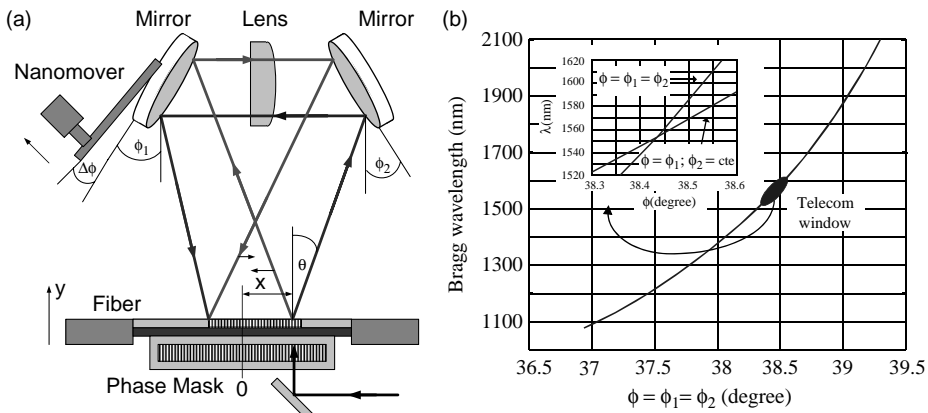 (a)
Mirror
Lens
Mirror
Nanomover
Δϕ
ϕ1
ϕ2
θ
x
y
Fiber
Phase Mask
0
(b)
Bragg wavelength (nm)
2100
1900
1700
1500
1300
1100
36.5
37
37.5
38
38.5
39
39.5
ϕ = ϕ1= ϕ2 (degree)
Telecom
window
λ(nm)
1620
1600
1580
1560
1540
1520
38.3
38.4
38.5
38.6
ϕ(degree)
ϕ = ϕ1 = ϕ2
ϕ = ϕ1 ; ϕ2 = cte